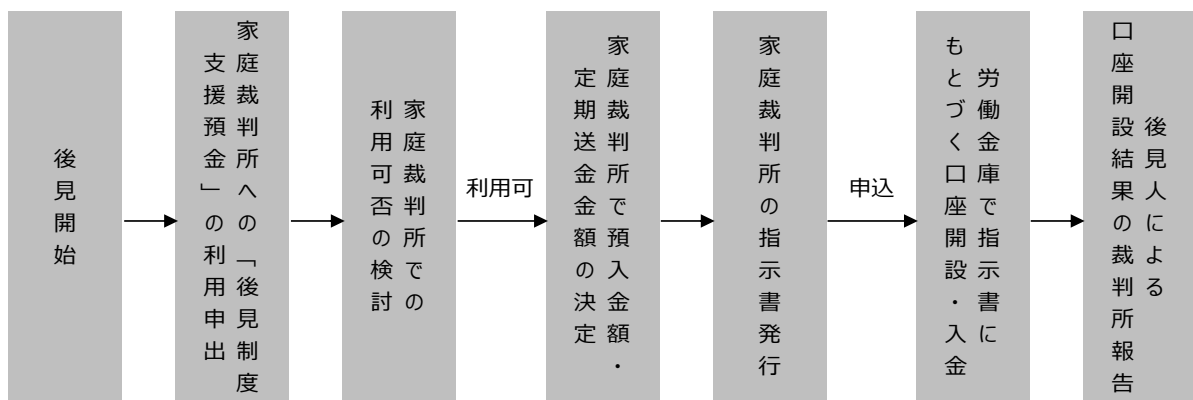 後見開始
家庭裁判所への「後見制度
支援預金」の利用申出
家庭裁判所での
利用可否の検討
利用可
家庭裁判所で預入金額・
定期送金金額の決定
家庭裁判所の指示書発行
申込
労働金庫で指示書に
もとづく口座開設・入金
後見人による
口座開設結果の裁判所報告